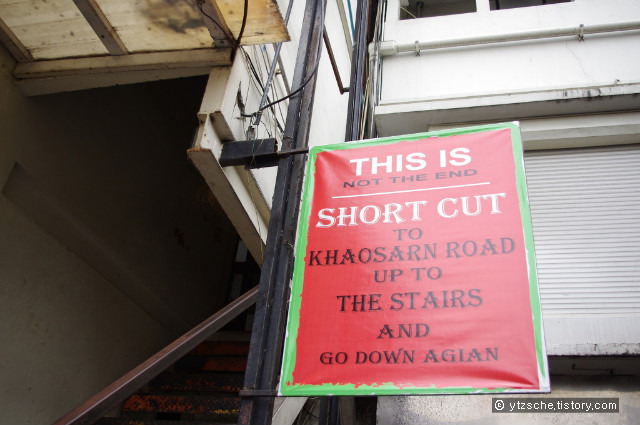 THIS IS
NOT THE END
SHORT CUT
TO
KHAOSARN ROAD
UP TO
THE STAIRS
AND
GO DOWN AGIAN
© ytzsche.tistory.com